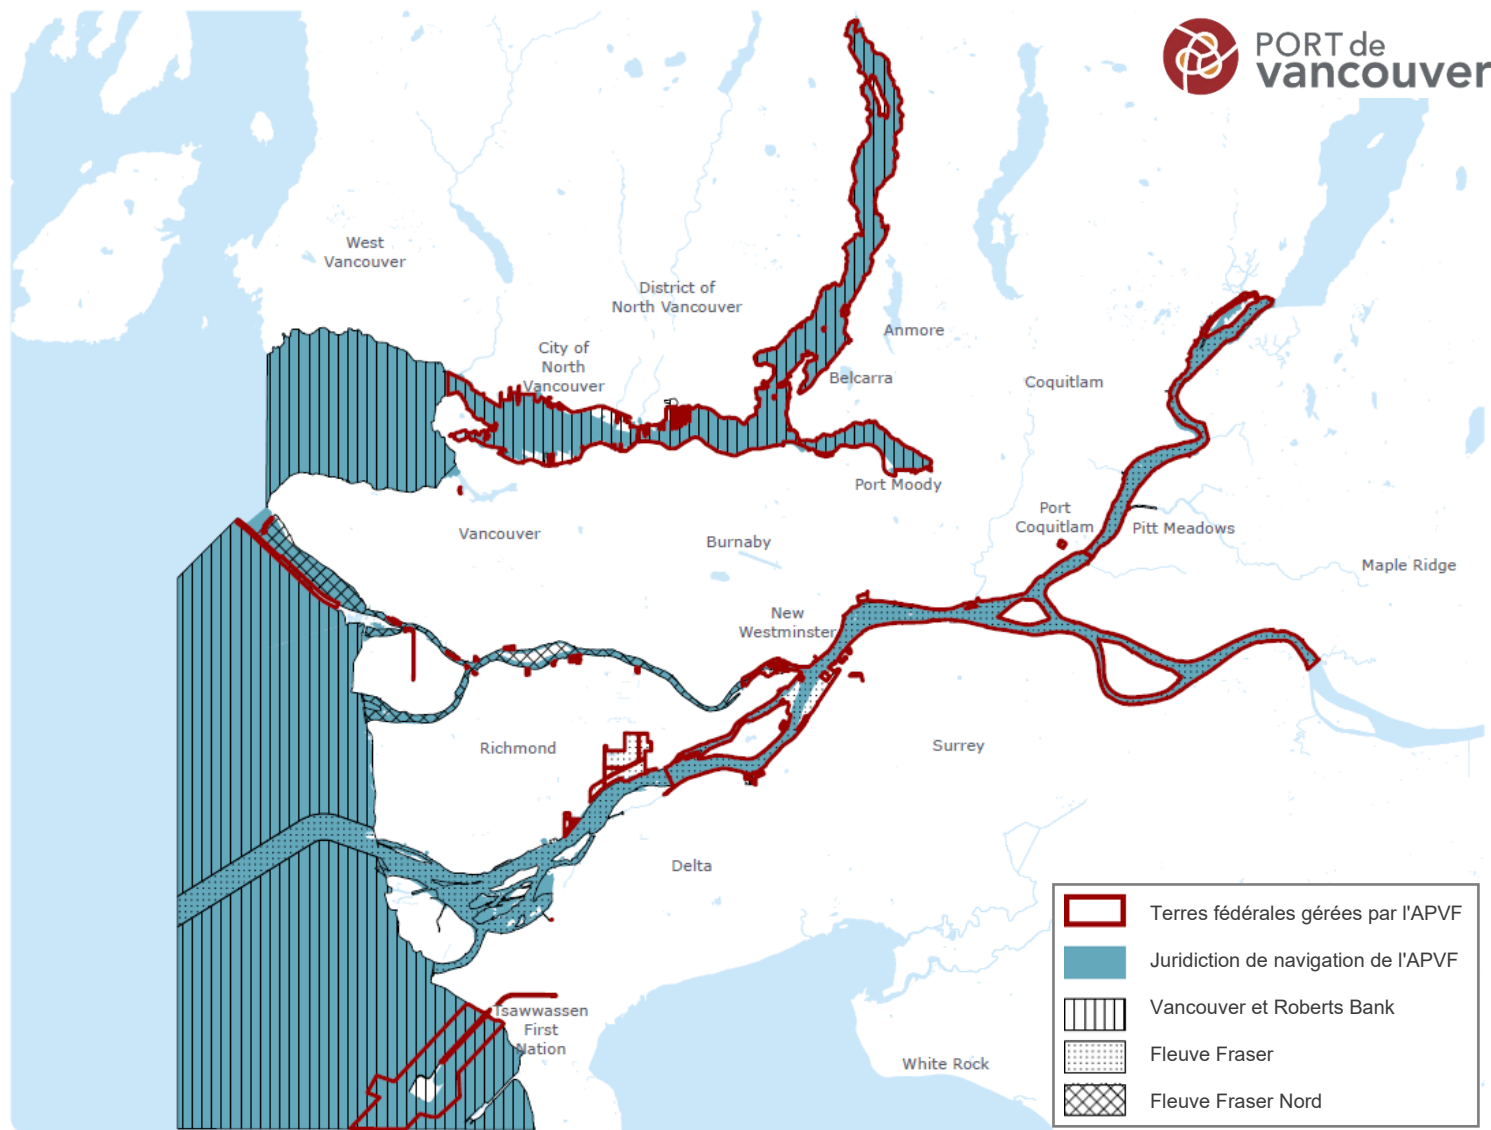 PORT de
vancouver
West
Vancouver
District of
North Vancouver
City of
North
Vancouver
Anmore
Belcarra
Coquitlam
Port Moody
Port
Coquitlam
Pitt Meadows
Vancouver
Burnaby
Maple Ridge
New
Westminster
Richmond
Surrey
Delta
Tsawwassen
First
Nation
White Rock
Terres fédérales gérées par l'APVF
Juridiction de navigation de l'APVF
Vancouver et Roberts Bank
Fleuve Fraser
Fleuve Fraser Nord